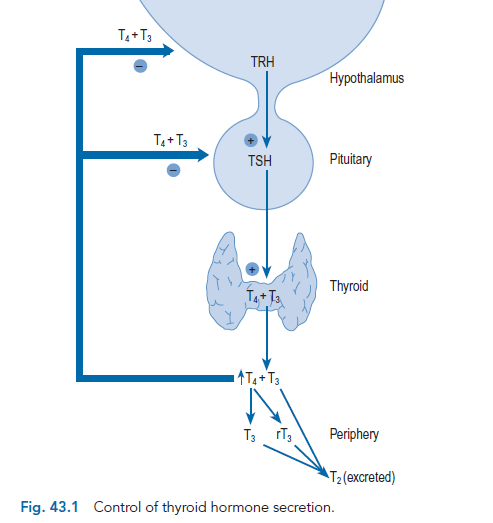 T₄+T₃
−
TRH
Hypothalamus
T₄+T₃
−
+
TSH
Pituitary
+
T₄+T₃
Thyroid
↑T₄+T₃
T₃
rT₃
Periphery
T₂(excreted)
Fig. 43.1 Control of thyroid hormone secretion.